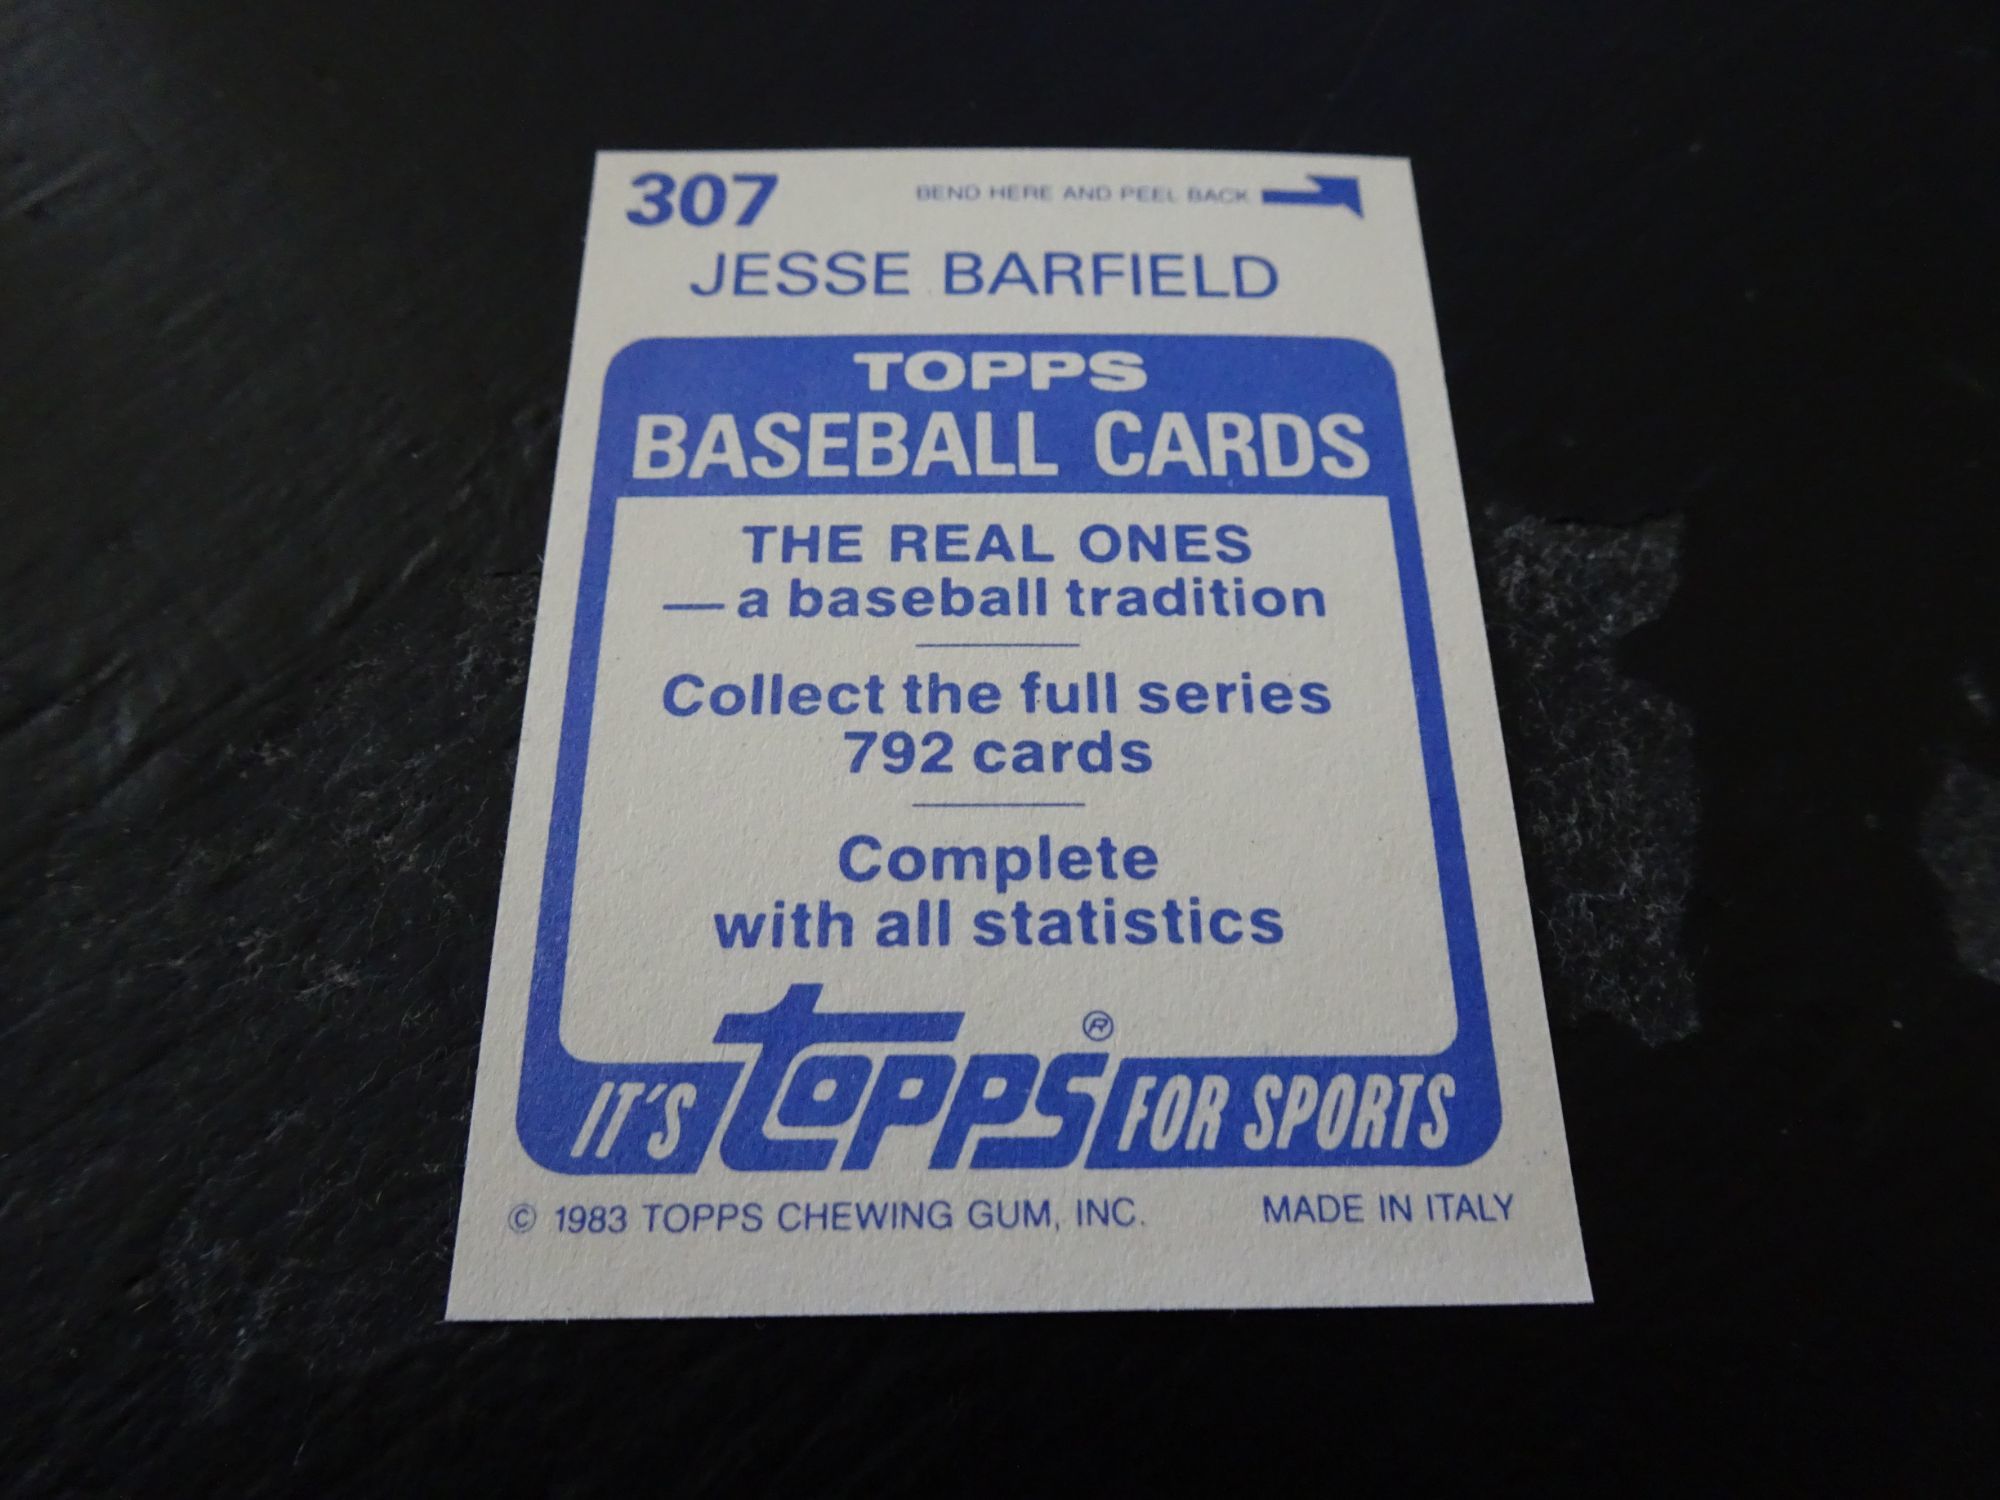 307 BEND HERE AND PEEL BACK
JESSE BARFIELD
TOPPS
BASEBALL CARDS
THE REAL ONES
— a baseball tradition
Collect the full series
792 cards
Complete
with all statistics
IT'S TOPPS® FOR SPORTS
© 1983 TOPPS CHEWING GUM, INC. MADE IN ITALY